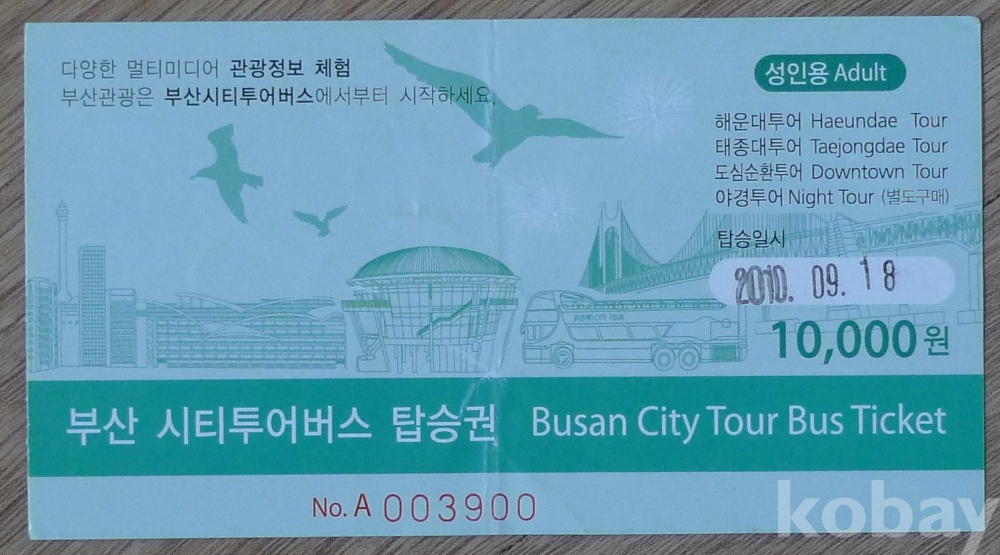 다양한 멀티미디어 관광정보 체험
부산관광은 부산시티투어버스에서부터 시작하세요.
성인용 Adult
해운대투어 Haeundae Tour
태종대투어 Taejongdae Tour
도심순환투어 Downtown Tour
야경투어 Night Tour (별도구매)
탑승일시
2010. 09. 18
10,000원
BUSAN CITY TOUR
부산 시티투어버스 탑승권 Busan City Tour Bus Ticket
No. A 003900
kobay